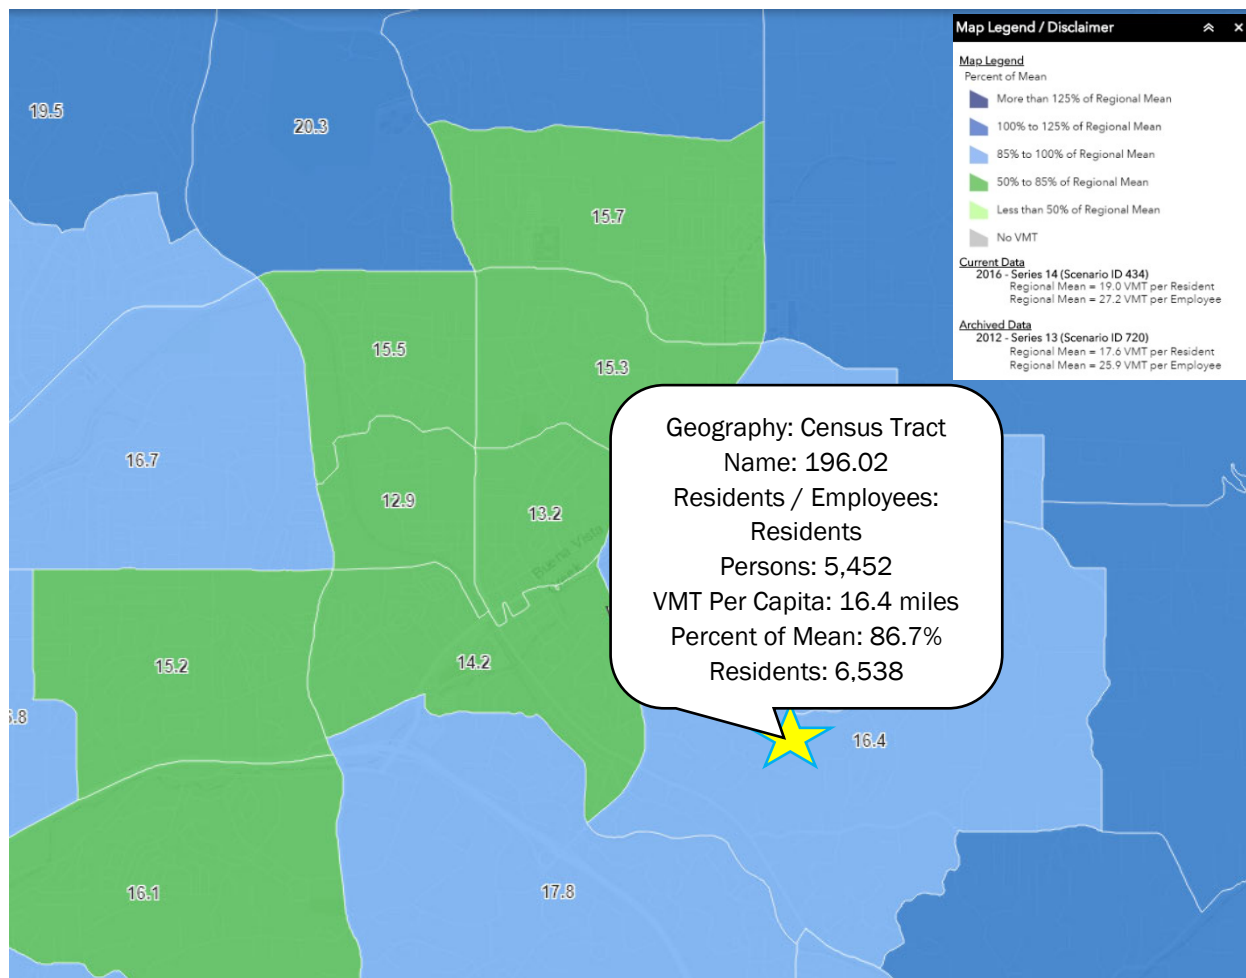 Map Legend / Disclaimer
Map Legend
Percent of Mean
More than 125% of Regional Mean
100% to 125% of Regional Mean
85% to 100% of Regional Mean
50% to 85% of Regional Mean
Less than 50% of Regional Mean
No VMT
Current Data
2016 - Series 14 (Scenario ID 434)
Regional Mean = 19.0 VMT per Resident
Regional Mean = 27.2 VMT per Employee
Archived Data
2012 - Series 13 (Scenario ID 720)
Regional Mean = 17.6 VMT per Resident
Regional Mean = 25.9 VMT per Employee
19.5
20.3
15.7
15.5
15.3
16.7
12.9
13.2
Buena Vista
Geography: Census Tract
Name: 196.02
Residents / Employees:
Residents
Persons: 5,452
VMT Per Capita: 16.4 miles
Percent of Mean: 86.7%
Residents: 6,538
15.2
14.2
.8
16.4
16.1
17.8